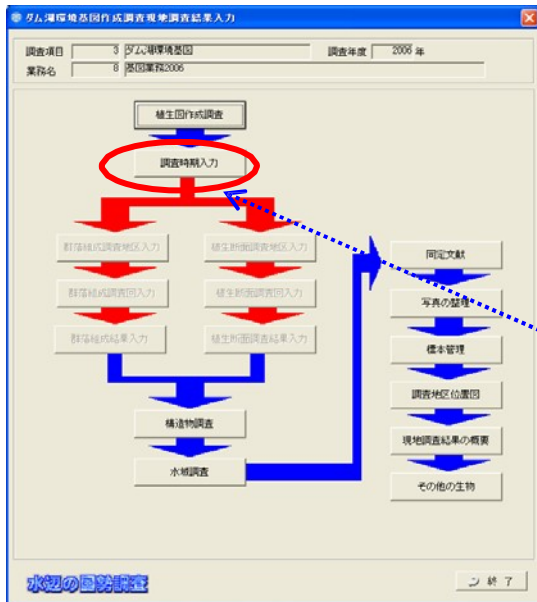 ダム湖環境基図作成調査現地調査結果入力
調査項目 3 ダム湖環境基図 調査年度 2006 年
業務名 8 基図業務2006
植生図作成調査
調査時期入力
群落組成調査地区入力 植生断面調査地区入力
群落組成調査回入力 植生断面調査回入力
群落組成結果入力 植生断面調査結果入力
構造物調査
水域調査
同定文献
写真の整理
標本管理
調査地区位置図
現地調査結果の概要
その他の生物
水辺の国勢調査
終了